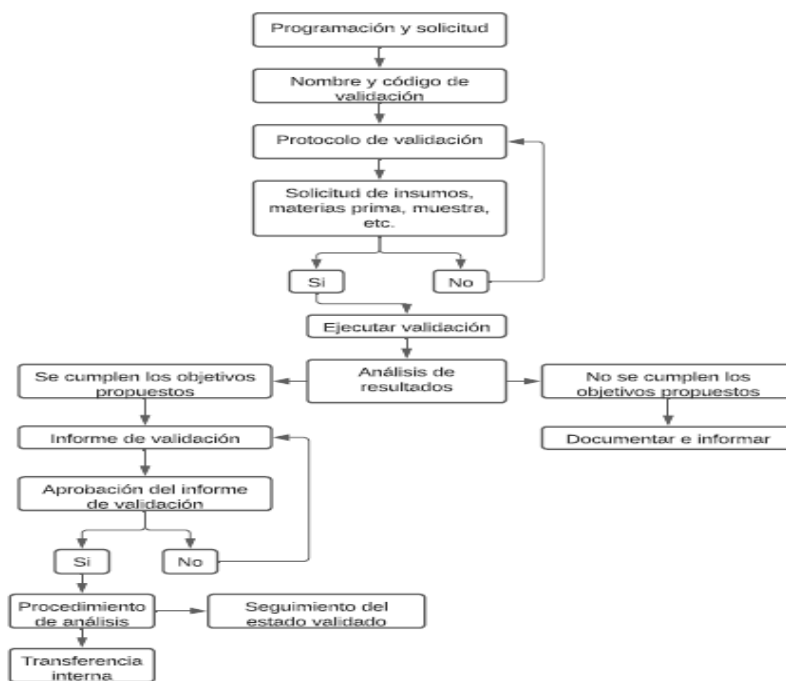 Programación y solicitud
Nombre y código de
validación
Protocolo de validación
Solicitud de insumos,
materias prima, muestra,
etc.
Si
No
Ejecutar validación
Se cumplen los objetivos
propuestos
Análisis de
resultados
No se cumplen los
objetivos propuestos
Informe de validación
Documentar e informar
Aprobación del informe
de validación
Si
No
Procedimiento
de análisis
Seguimiento del
estado validado
Transferencia
interna